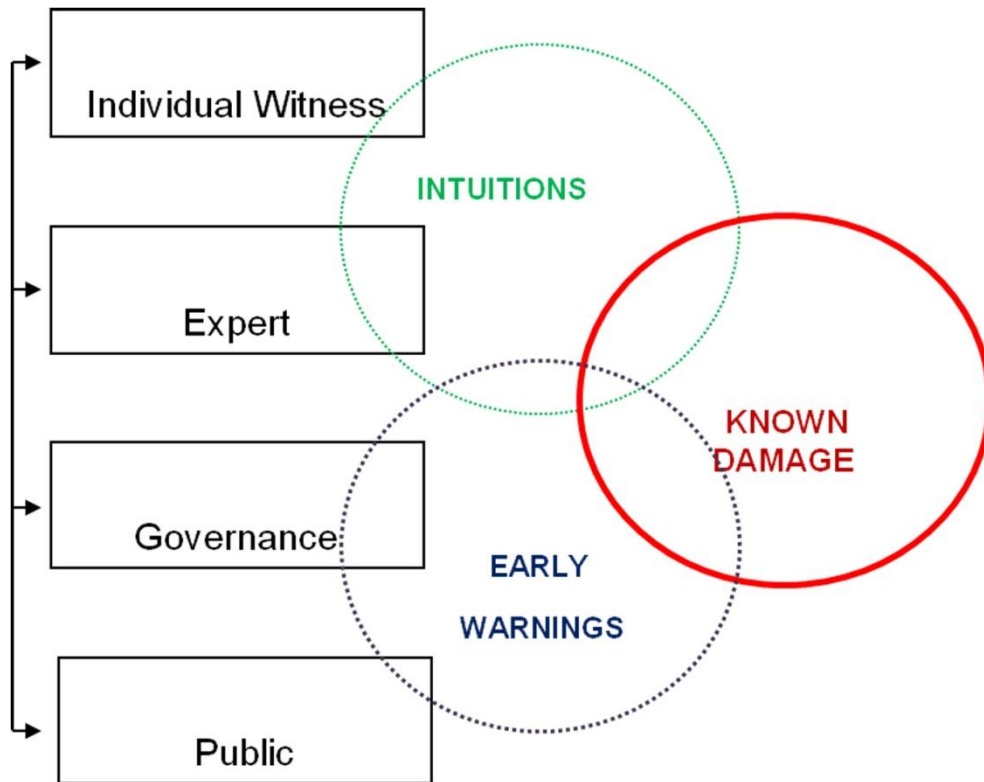 Individual Witness
INTUITIONS
Expert
KNOWN
DAMAGE
Governance
EARLY
WARNINGS
Public